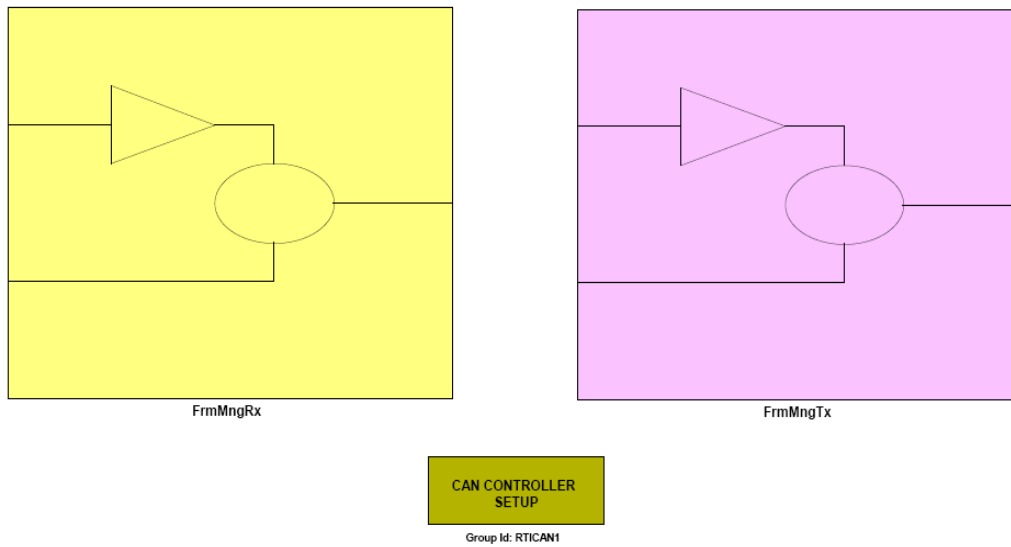 FrmMngRx
FrmMngTx
CAN CONTROLLER
SETUP
Group Id: RTICAN1